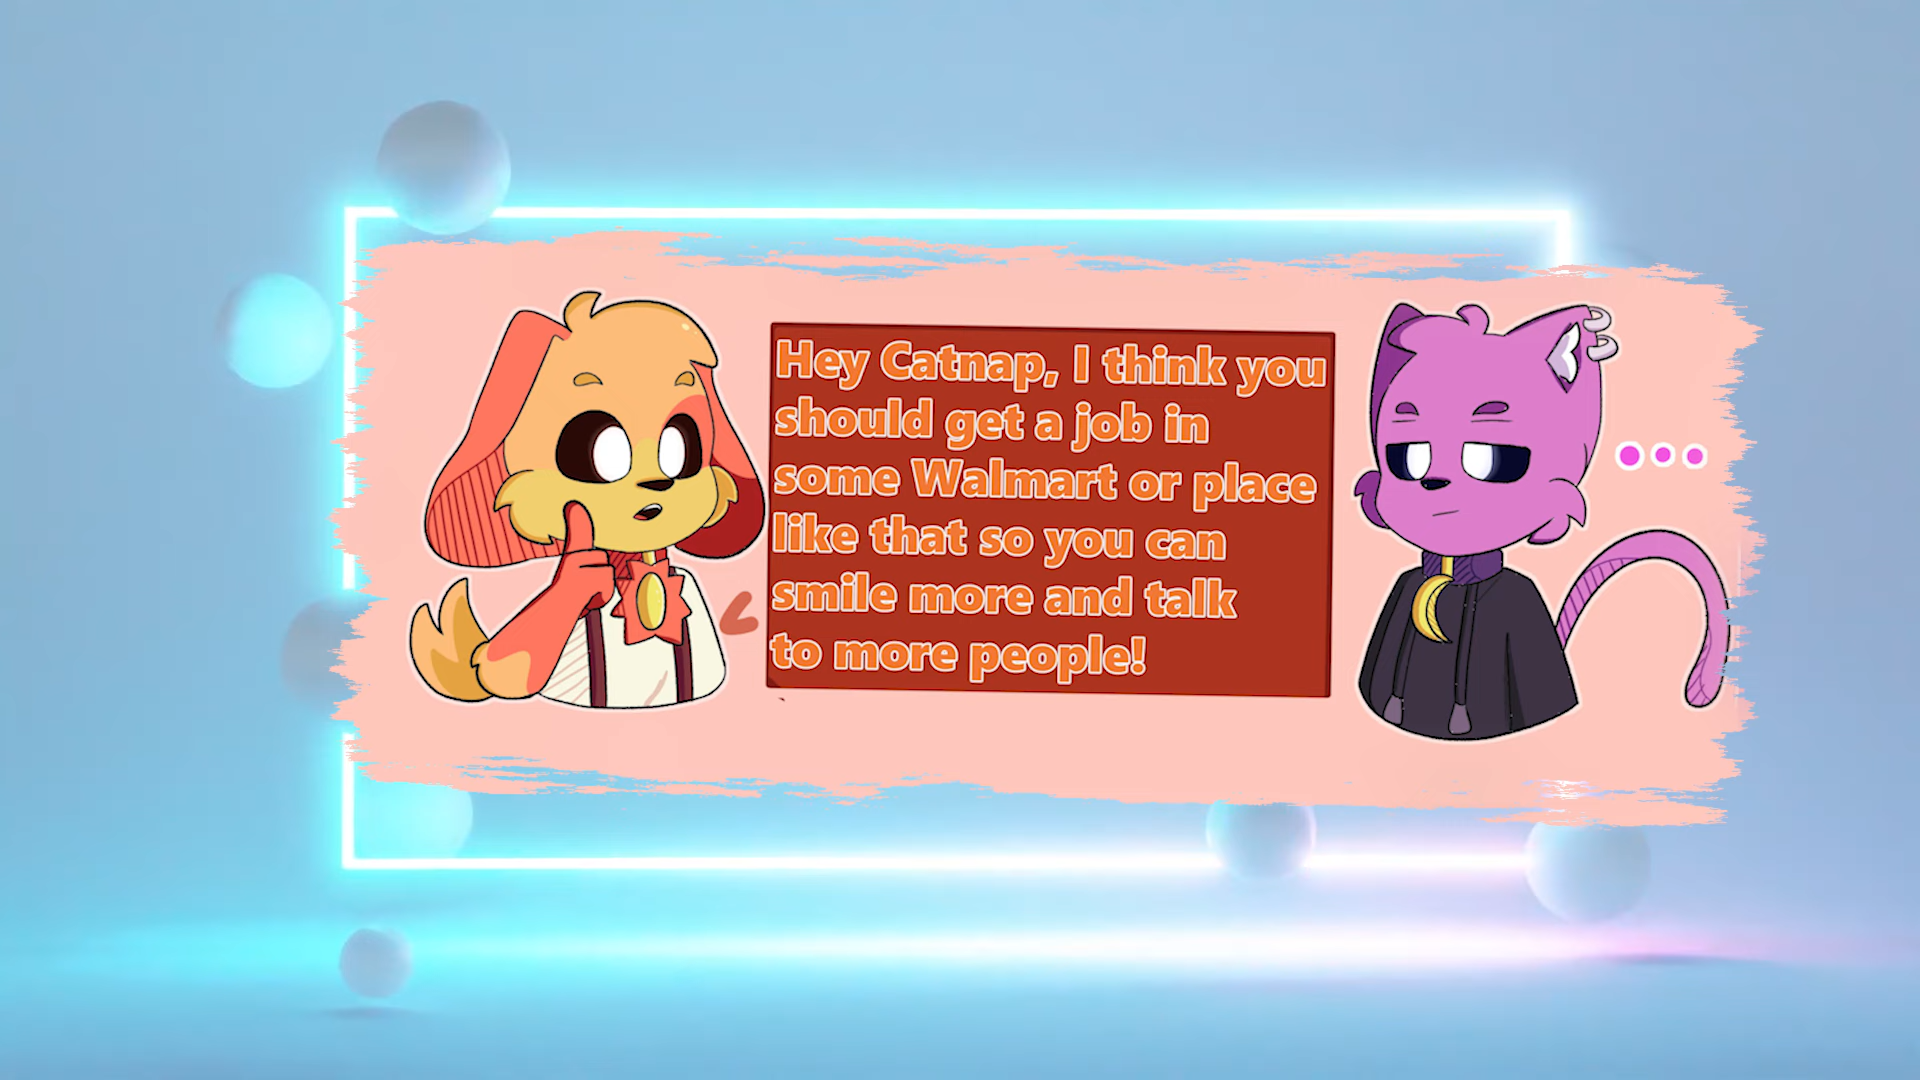 Hey Catnap, I think you
should get a job in
some Walmart or place
like that so you can
smile more and talk
to more people!